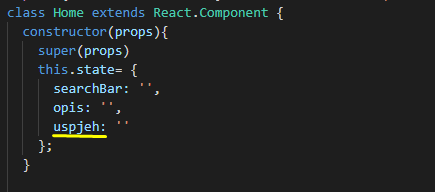 class Home extends React.Component {
constructor(props){
super(props)
this.state= {
searchBar: '',
opis: '',
uspjeh: ''
};
}